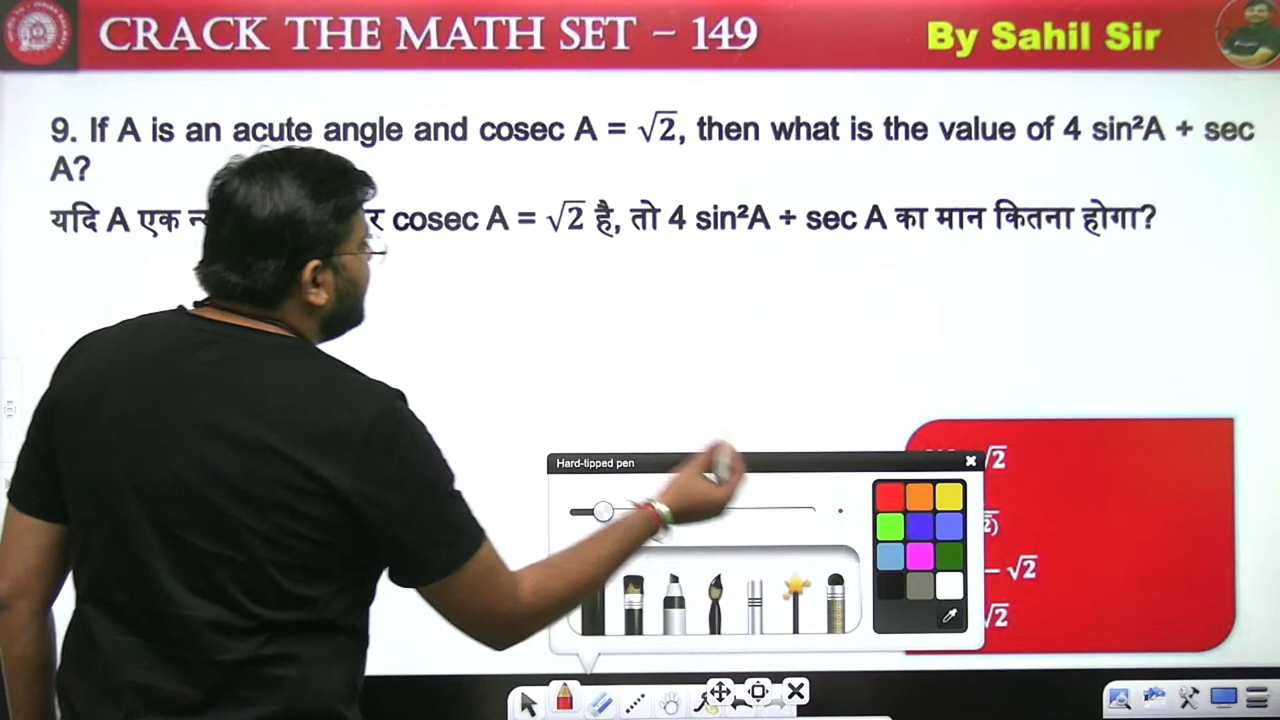 CRACK THE MATH SET – 149
By Sahil Sir
9. If A is an acute angle and cosec A = √2, then what is the value of 4 sin²A + sec
A?
यदि A एक cosec A = √2 है, तो 4 sin²A + sec A का मान कितना होगा?
Hard-tipped pen
√2
– √2
√2